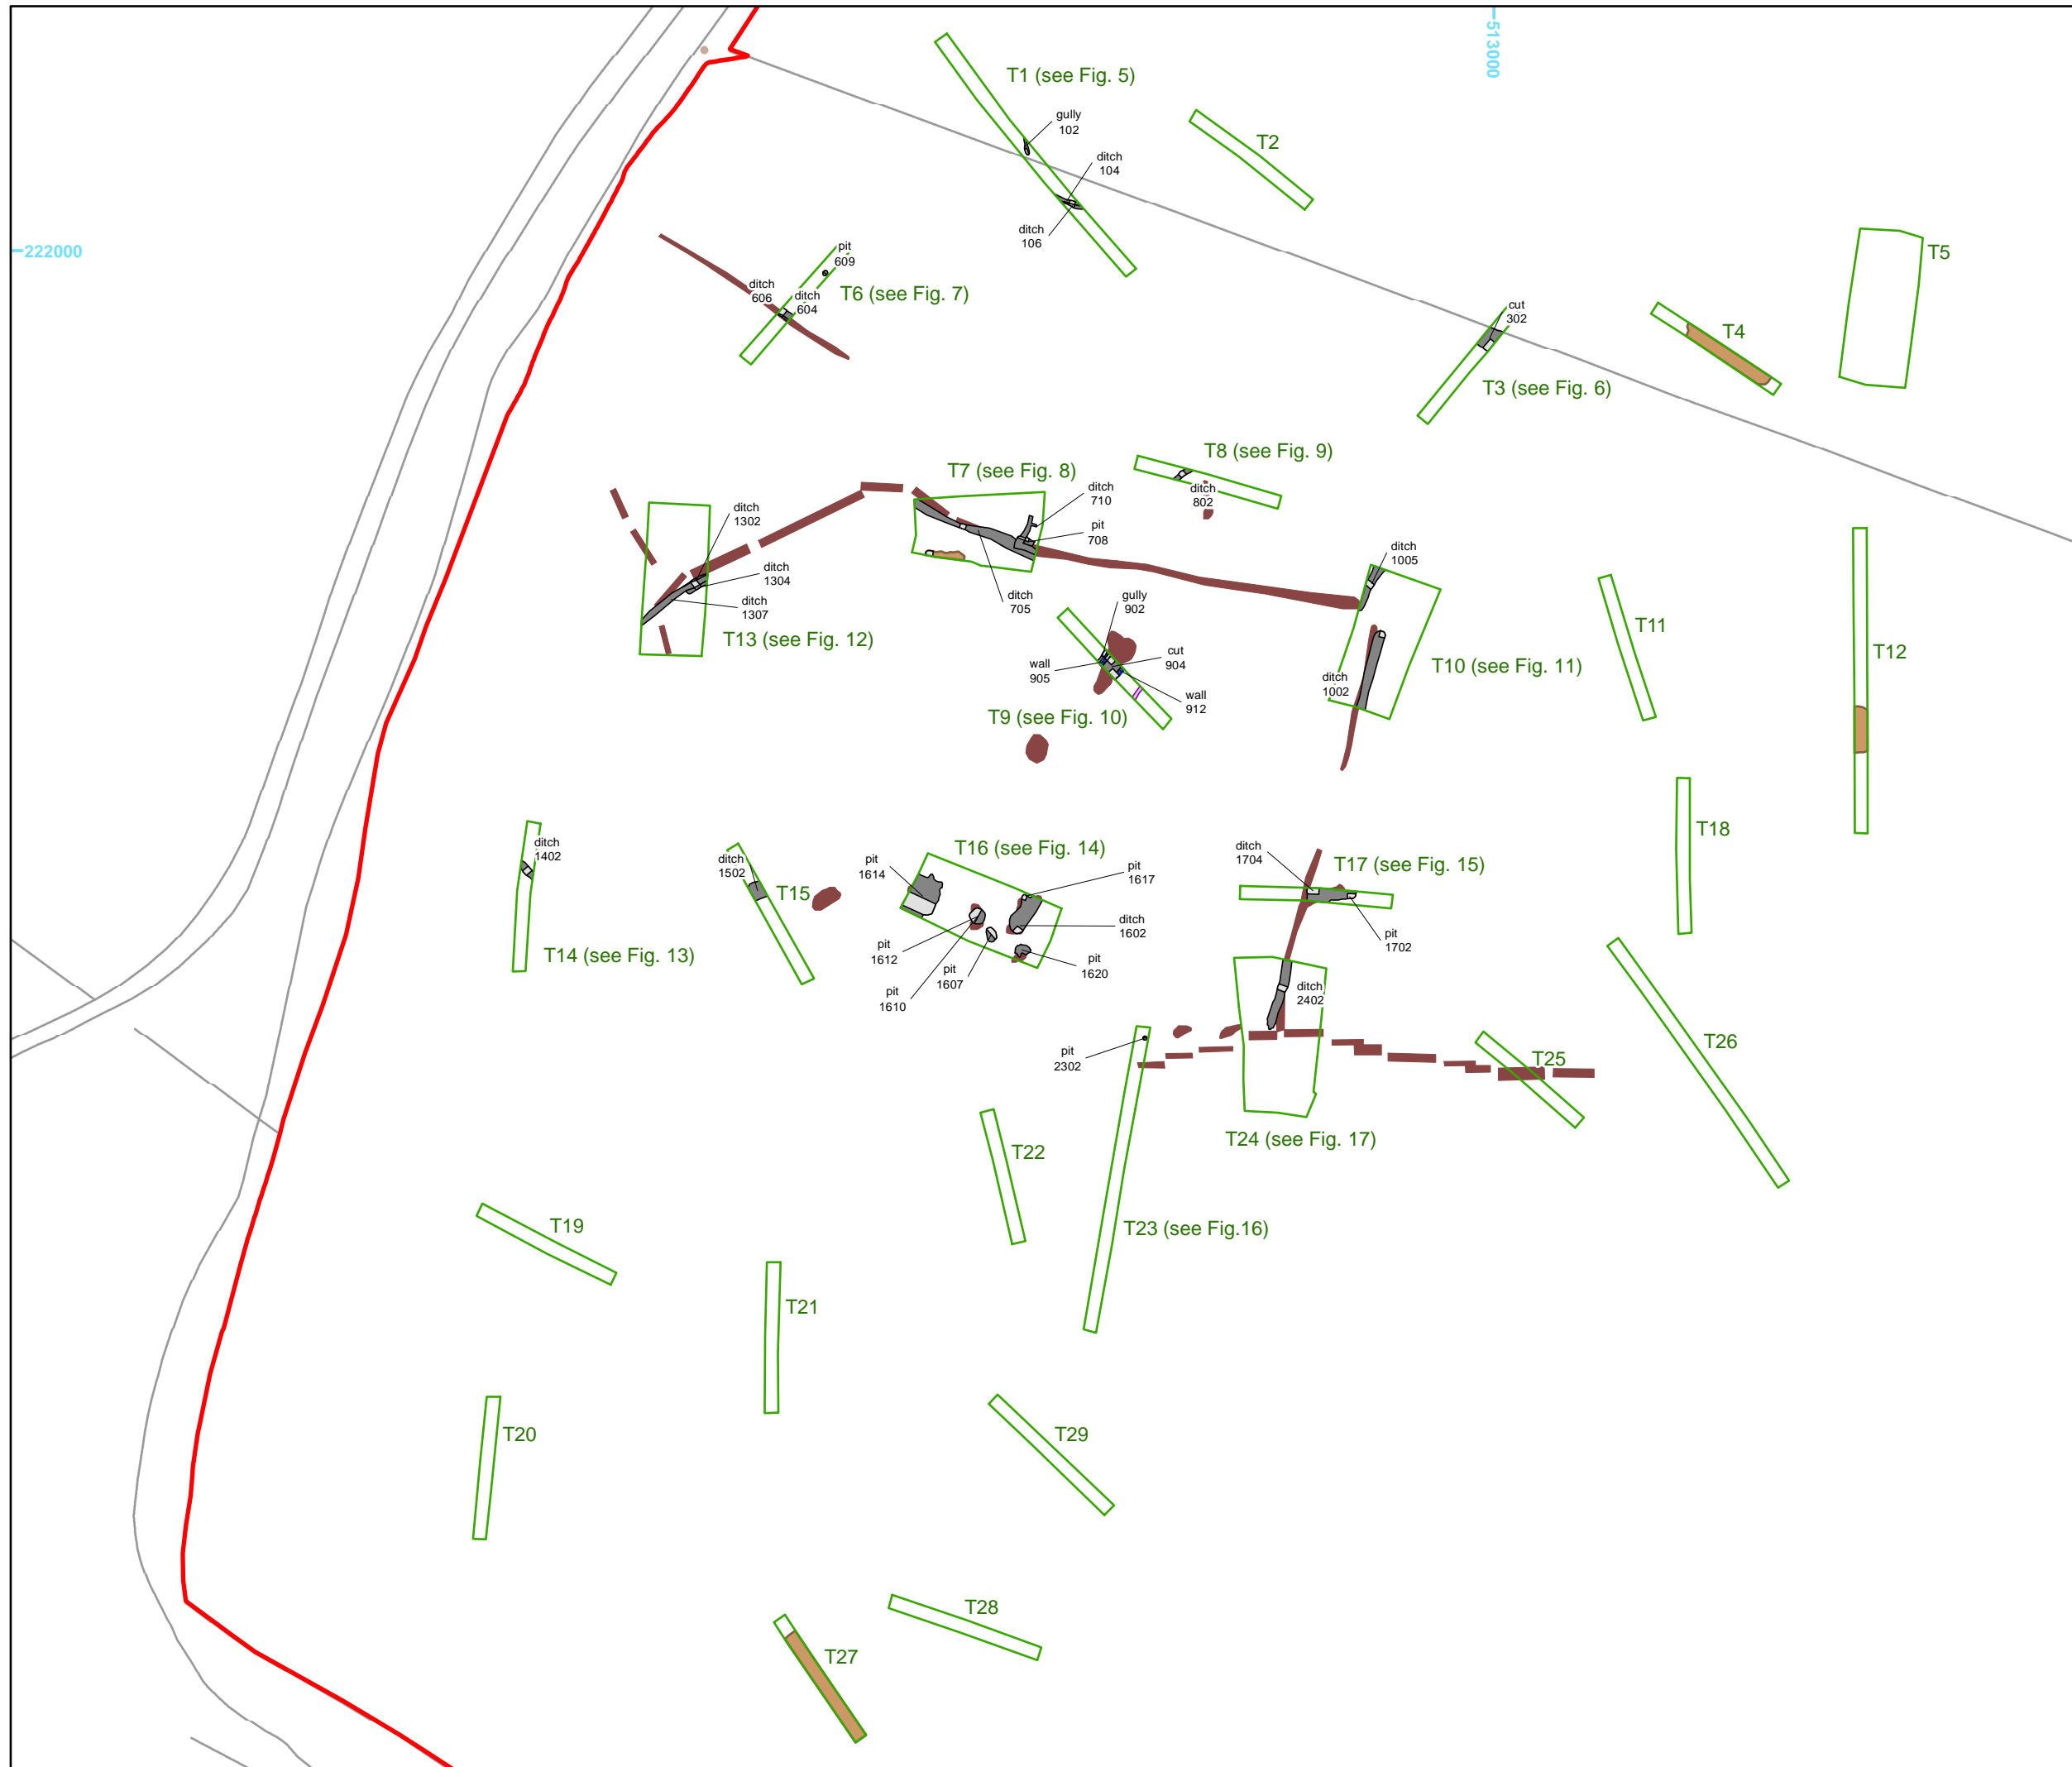 513000
T1 (see Fig. 5)
gully
102
T2
ditch
104
ditch
106
222000
pit
609
T5
ditch
606
ditch
604
T6 (see Fig. 7)
cut
302
T4
T3 (see Fig. 6)
T8 (see Fig. 9)
T7 (see Fig. 8)
ditch
710
ditch
802
ditch
1302
pit
708
ditch
1005
ditch
1304
ditch
1307
ditch
705
gully
902
T11
T13 (see Fig. 12)
T12
wall
905
cut
904
T10 (see Fig. 11)
ditch
1002
wall
912
T9 (see Fig. 10)
T18
ditch
1402
T16 (see Fig. 14)
ditch
1704
T17 (see Fig. 15)
ditch
1502
pit
1614
pit
1617
T15
ditch
1602
pit
1702
T14 (see Fig. 13)
pit
1612
pit
1607
pit
1620
pit
1610
ditch
2402
T26
pit
2302
T25
T24 (see Fig. 17)
T22
T19
T23 (see Fig.16)
T21
T20
T29
T28
T27